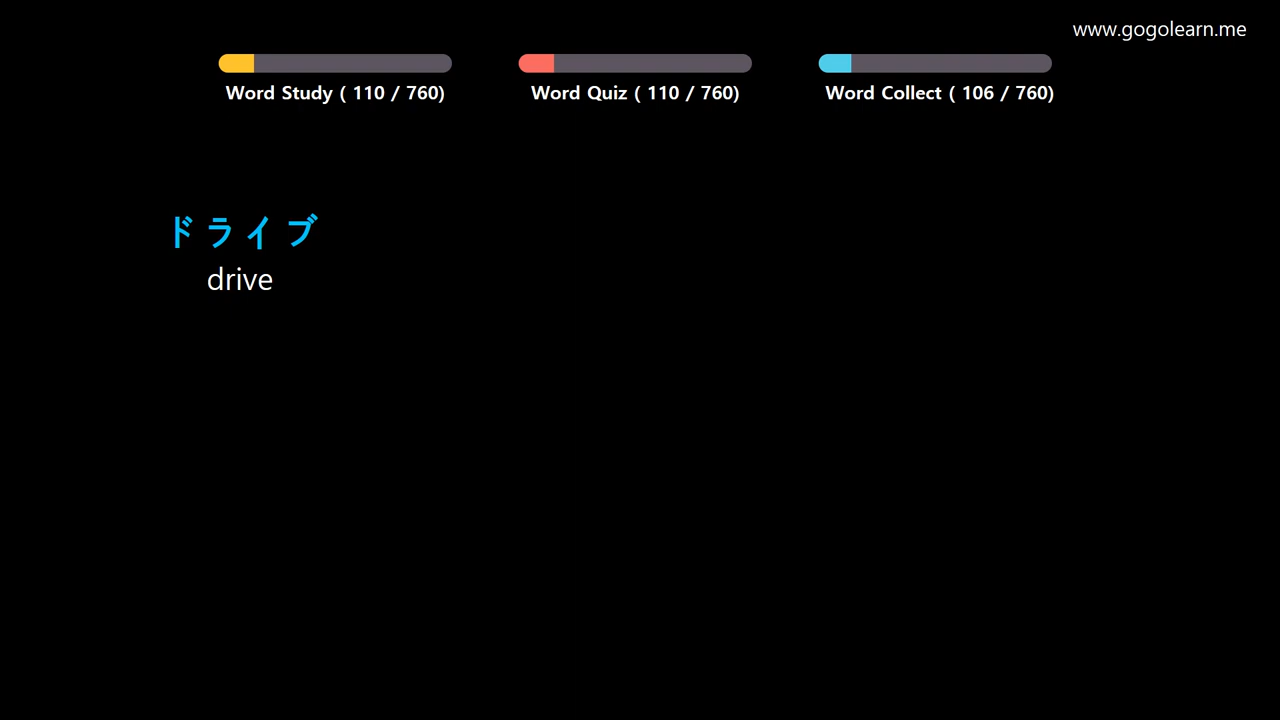 www.gogolearn.me
Word Study ( 110 / 760)
Word Quiz ( 110 / 760)
Word Collect ( 106 / 760)
ドライブ
drive